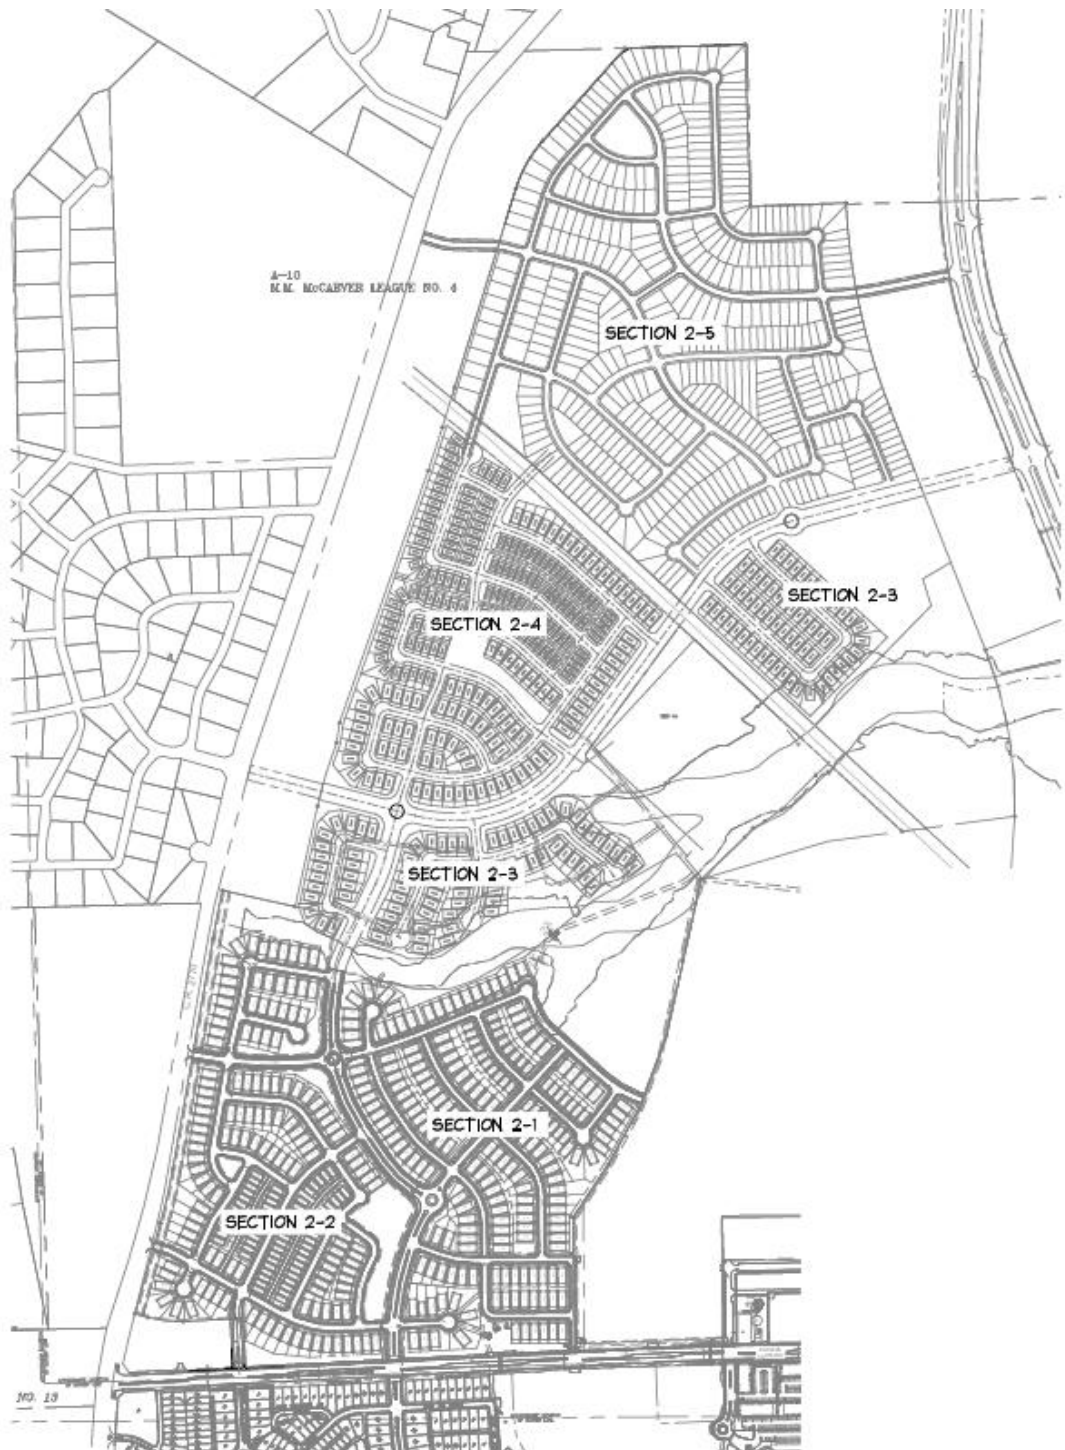 A-10
M.M. McCARVER LEAGUE NO. 4
SECTION 2-5
SECTION 2-3
SECTION 2-4
SECTION 2-3
SECTION 2-1
SECTION 2-2
NO. 13